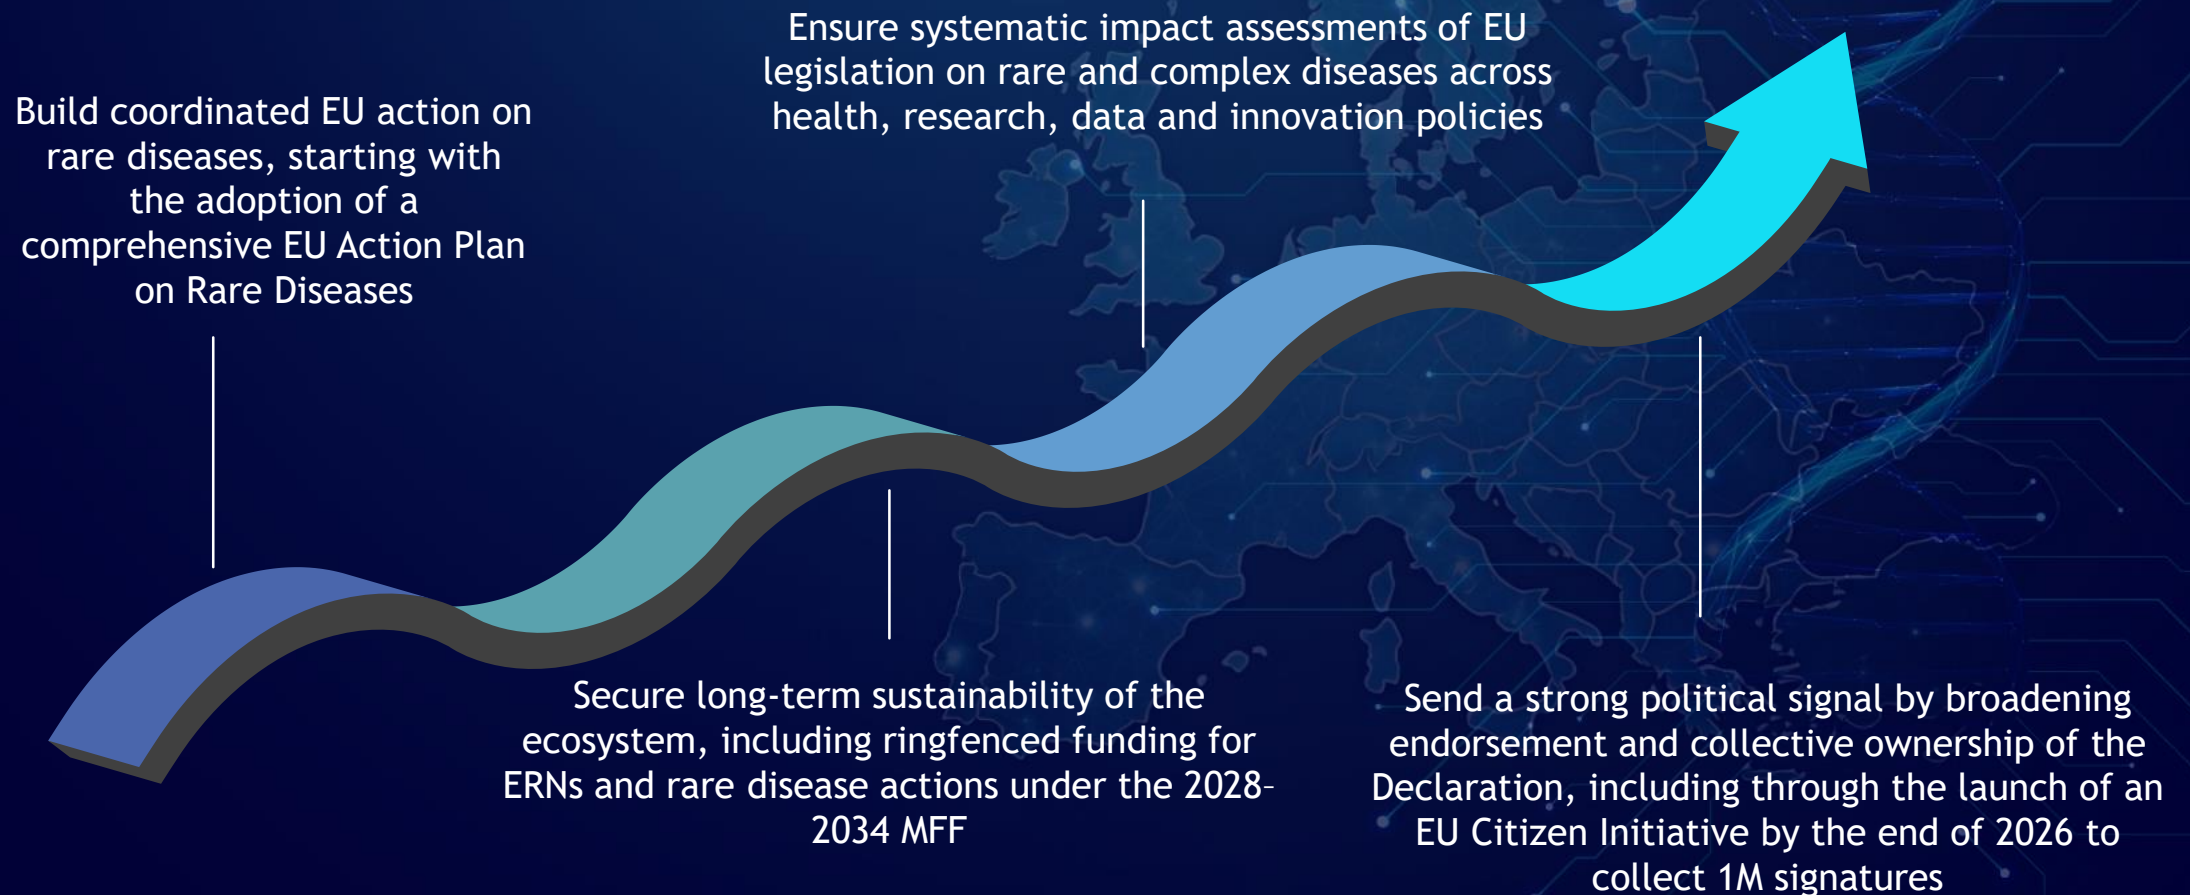 Build coordinated EU action on
rare diseases, starting with
the adoption of a
comprehensive EU Action Plan
on Rare Diseases
Secure long-term sustainability of the
ecosystem, including ringfenced funding for
ERNs and rare disease actions under the 2028–
2034 MFF
Ensure systematic impact assessments of EU
legislation on rare and complex diseases across
health, research, data and innovation policies
Send a strong political signal by broadening
endorsement and collective ownership of the
Declaration, including through the launch of an
EU Citizen Initiative by the end of 2026 to
collect 1M signatures